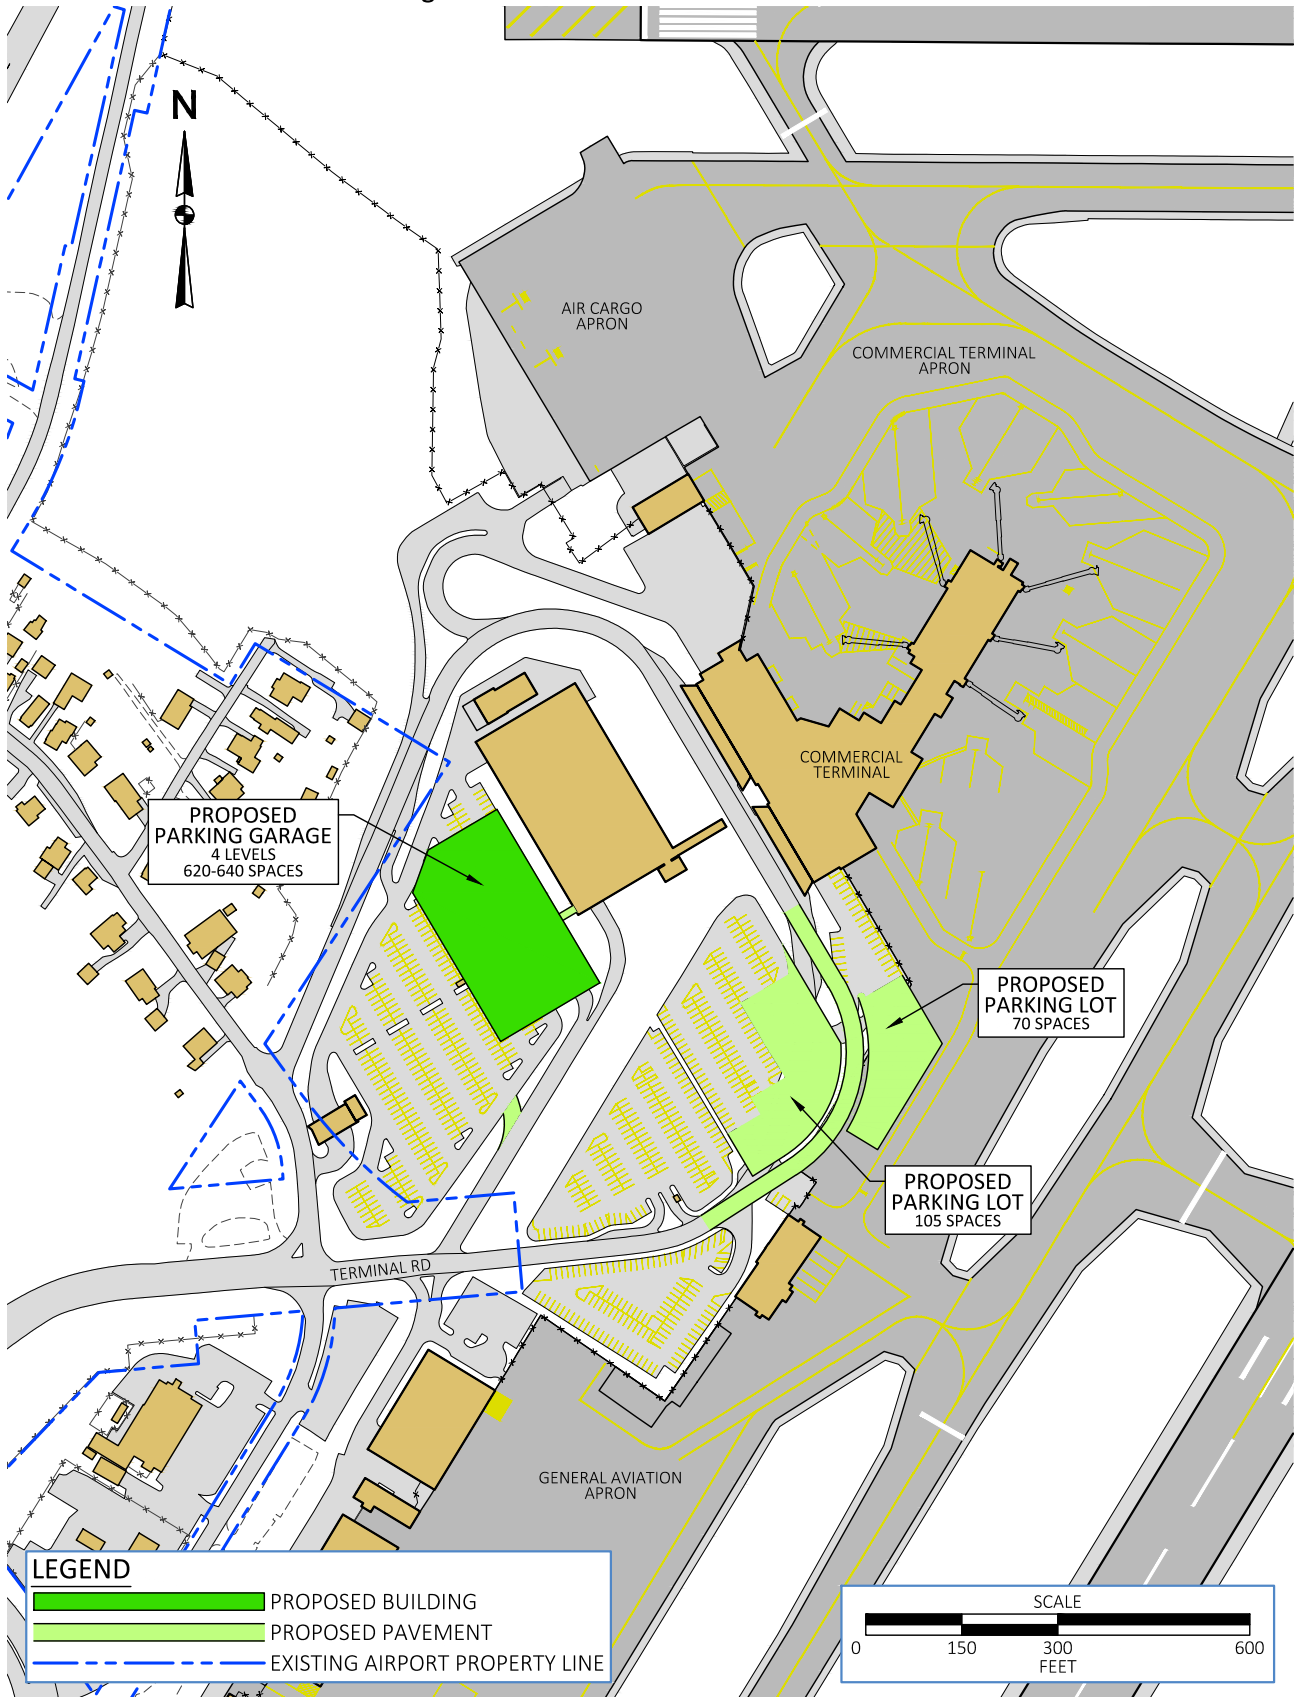 N
AIR CARGO
APRON
COMMERCIAL TERMINAL
APRON
COMMERCIAL
TERMINAL
PROPOSED
PARKING GARAGE
4 LEVELS
620-640 SPACES
PROPOSED
PARKING LOT
70 SPACES
PROPOSED
PARKING LOT
105 SPACES
TERMINAL RD
GENERAL AVIATION
APRON
LEGEND
PROPOSED BUILDING
PROPOSED PAVEMENT
EXISTING AIRPORT PROPERTY LINE
SCALE
0 150 300 600
FEET